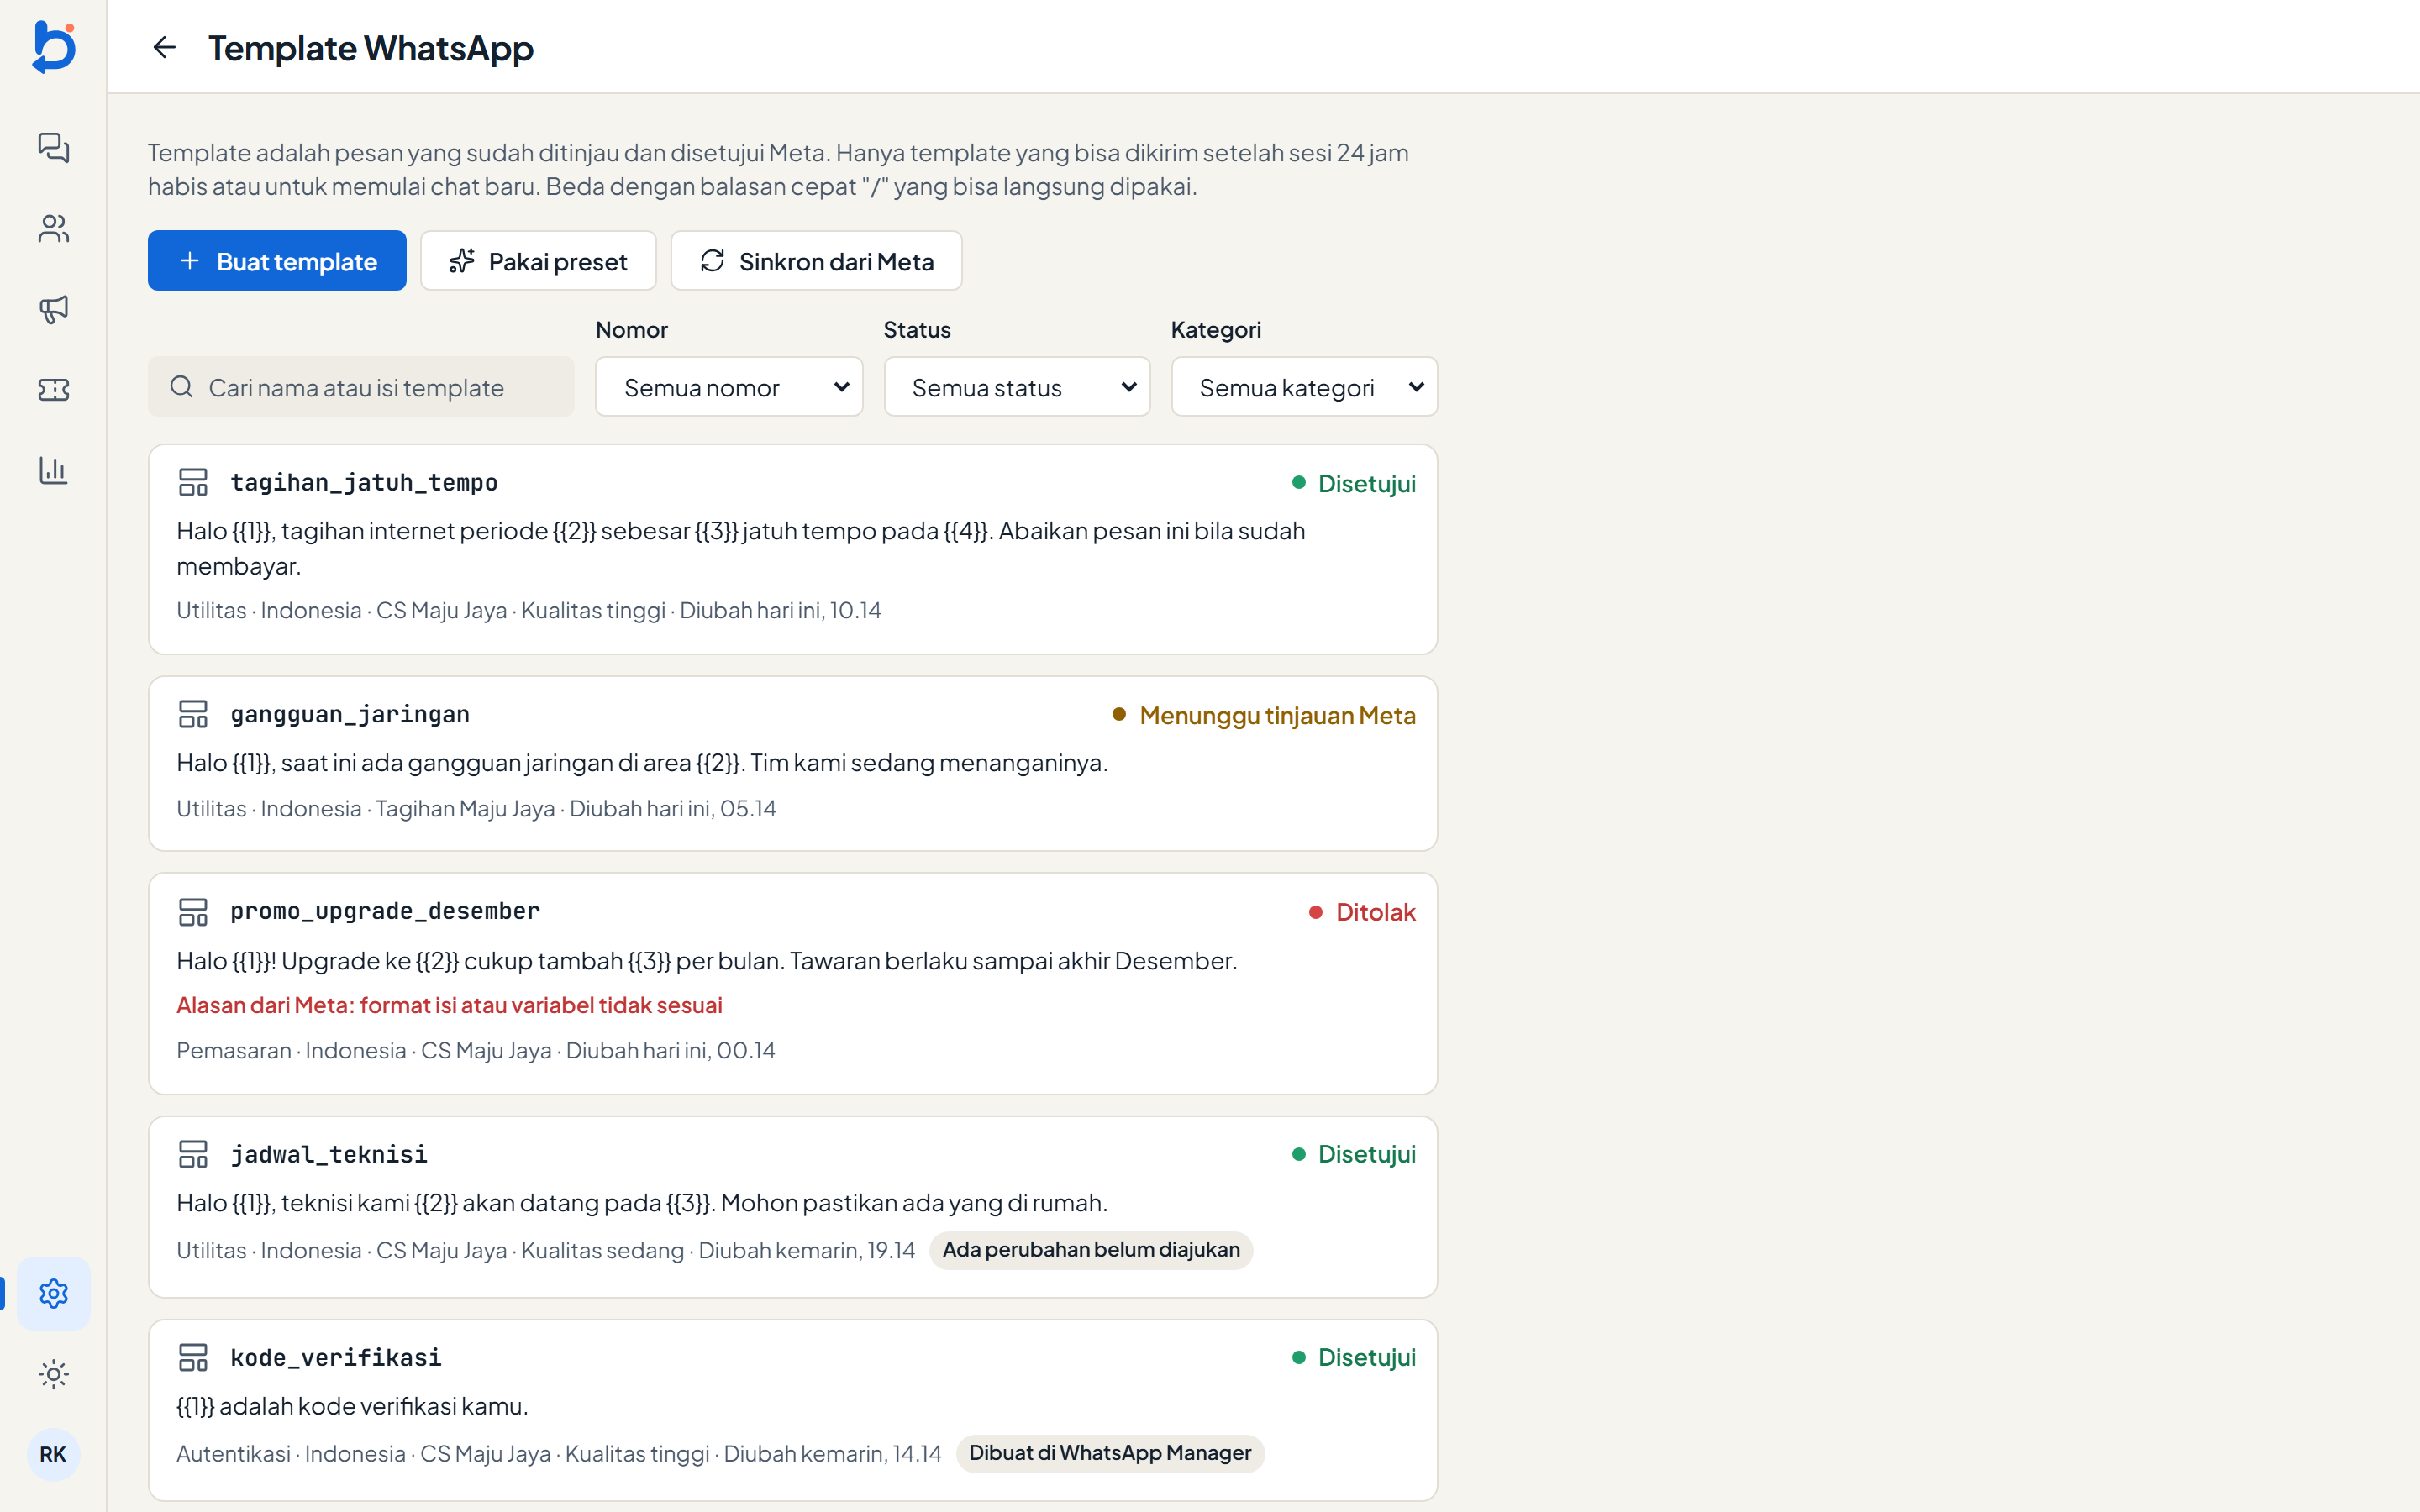 Template WhatsApp
Template adalah pesan yang sudah ditinjau dan disetujui Meta. Hanya template yang bisa dikirim setelah sesi 24 jam
habis atau untuk memulai chat baru. Beda dengan balasan cepat "/" yang bisa langsung dipakai.
Buat template
Pakai preset
Sinkron dari Meta
Nomor
Status
Kategori
Cari nama atau isi template
Semua nomor
Semua status
Semua kategori
tagihan_jatuh_tempo
Disetujui
Halo {{1}}, tagihan internet periode {{2}} sebesar {{3}} jatuh tempo pada {{4}}. Abaikan pesan ini bila sudah
membayar.
Utilitas · Indonesia · CS Maju Jaya · Kualitas tinggi · Diubah hari ini, 10.14
gangguan_jaringan
Menunggu tinjauan Meta
Halo {{1}}, saat ini ada gangguan jaringan di area {{2}}. Tim kami sedang menanganinya.
Utilitas · Indonesia · Tagihan Maju Jaya · Diubah hari ini, 05.14
promo_upgrade_desember
Ditolak
Halo {{1}}! Upgrade ke {{2}} cukup tambah {{3}} per bulan. Tawaran berlaku sampai akhir Desember.
Alasan dari Meta: format isi atau variabel tidak sesuai
Pemasaran · Indonesia · CS Maju Jaya · Diubah hari ini, 00.14
jadwal_teknisi
Disetujui
Halo {{1}}, teknisi kami {{2}} akan datang pada {{3}}. Mohon pastikan ada yang di rumah.
Utilitas · Indonesia · CS Maju Jaya · Kualitas sedang · Diubah kemarin, 19.14
Ada perubahan belum diajukan
kode_verifikasi
Disetujui
{{1}} adalah kode verifikasi kamu.
Autentikasi · Indonesia · CS Maju Jaya · Kualitas tinggi · Diubah kemarin, 14.14
Dibuat di WhatsApp Manager
RK